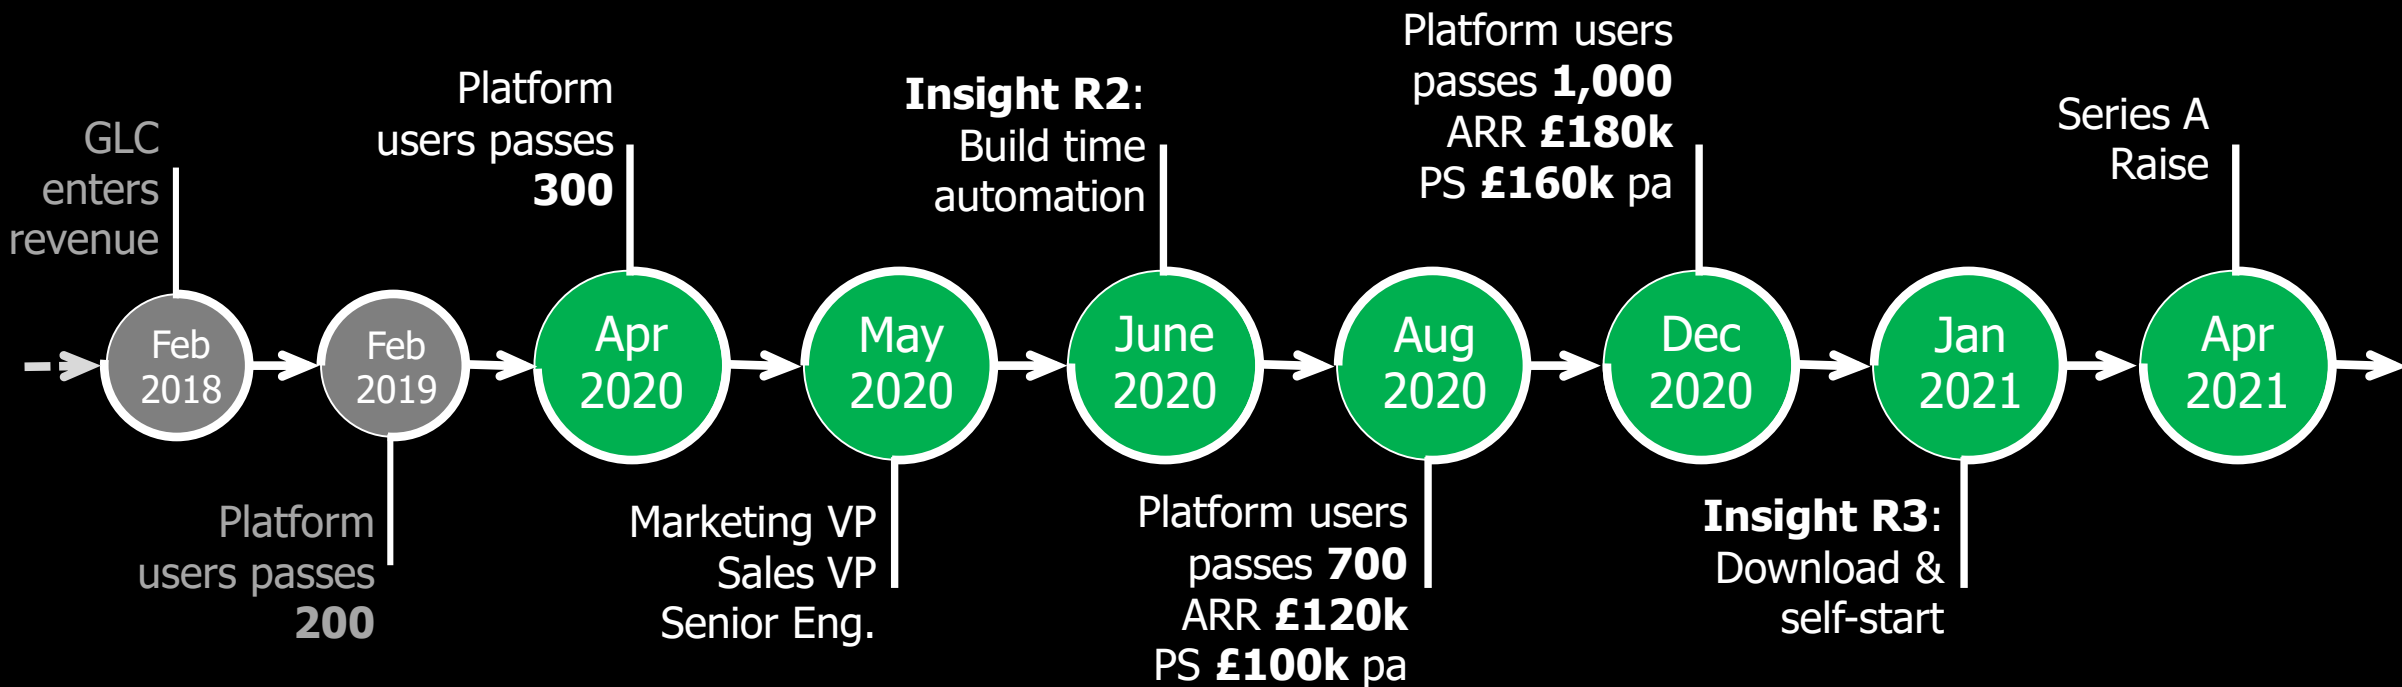 GLC
enters
revenue
Feb
2018
Feb
2019
Platform
users passes
200
Platform
users passes
300
Apr
2020
May
2020
Marketing VP
Sales VP
Senior Eng.
Insight R2:
Build time
automation
June
2020
Aug
2020
Platform users
passes 700
ARR £120k
PS £100k pa
Platform users
passes 1,000
ARR £180k
PS £160k pa
Dec
2020
Jan
2021
Insight R3:
Download &
self-start
Series A
Raise
Apr
2021